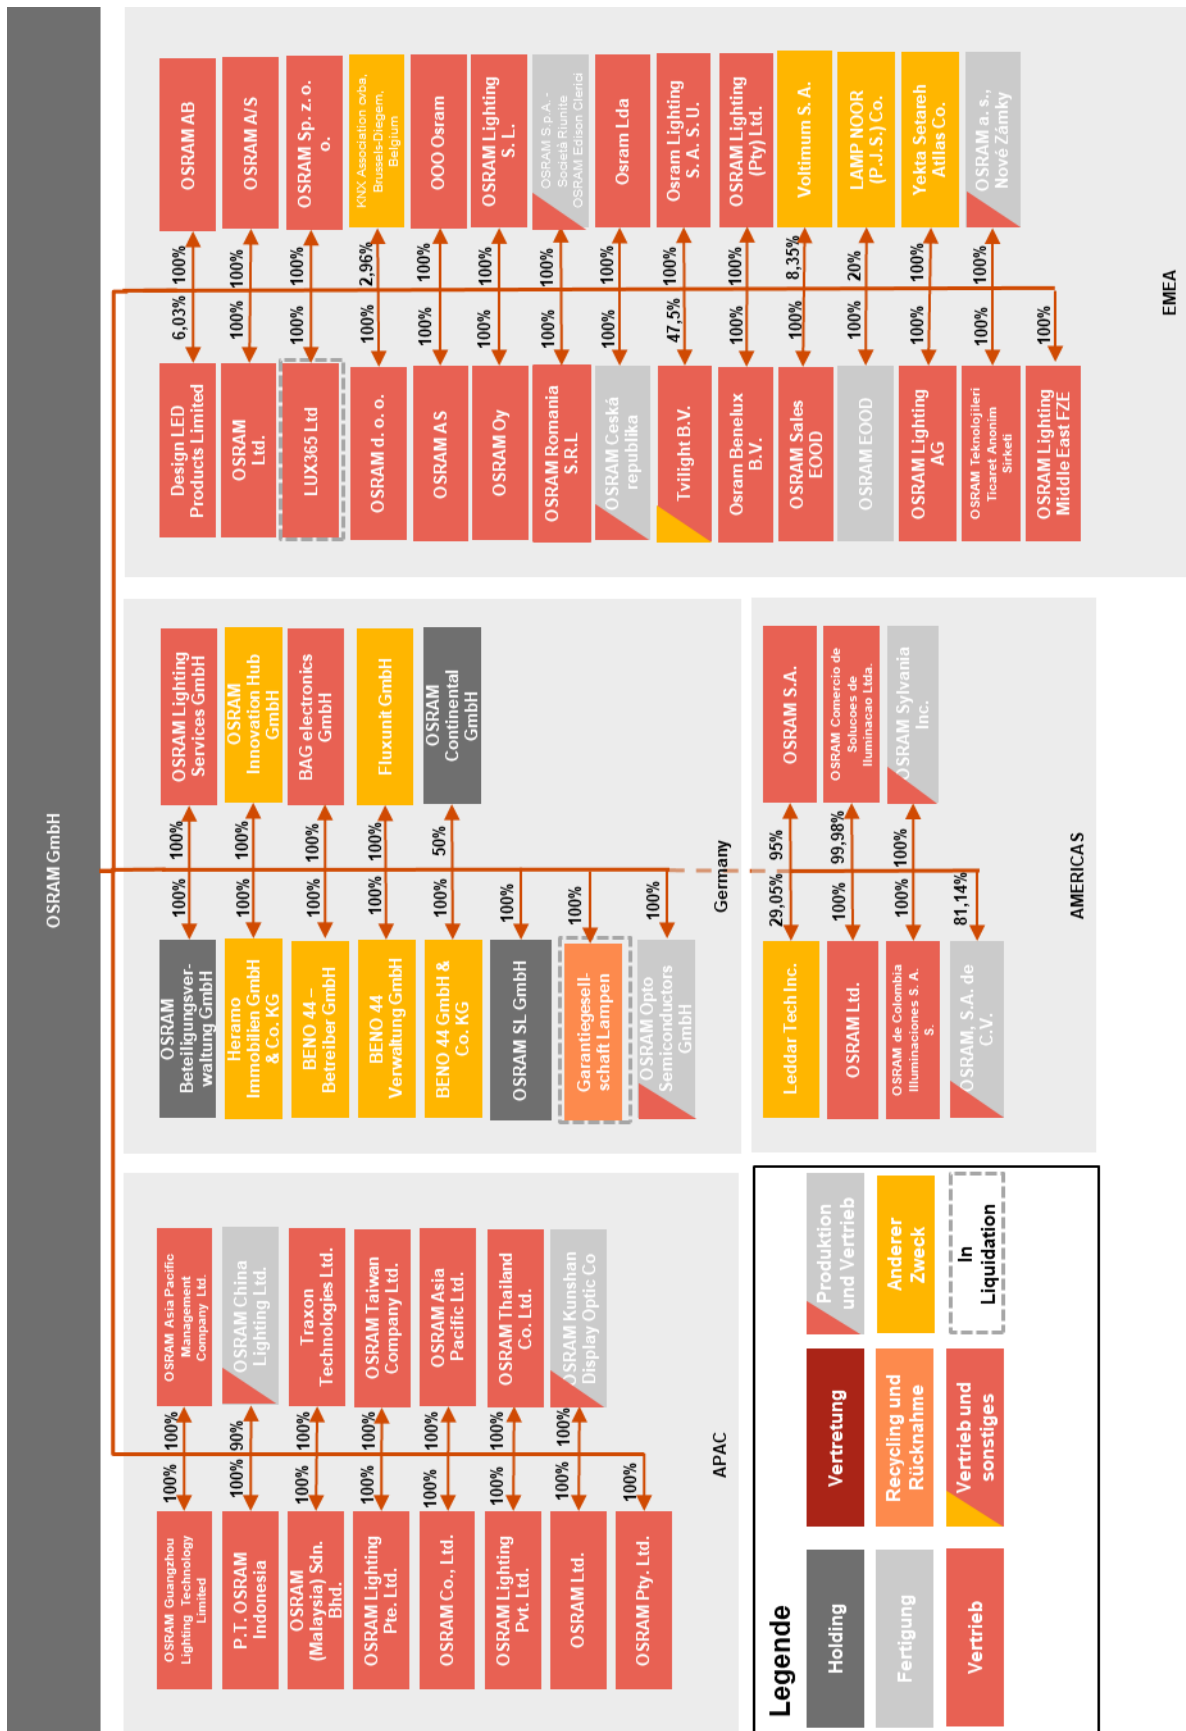 OSRAM GmbH
OSRAM Guangzhou
Lighting Technology
Limited
100%
100%
OSRAM Asia Pacific
Management
Company Ltd.
P.T. OSRAM
Indonesia
100%
90%
OSRAM China
Lighting Ltd.
OSRAM
(Malaysia) Sdn.
Bhd.
100%
100%
Traxon
Technologies Ltd.
OSRAM Lighting
Pte. Ltd.
100%
100%
OSRAM Taiwan
Company Ltd.
OSRAM Co., Ltd.
100%
100%
OSRAM Asia
Pacific Ltd.
OSRAM Lighting
Pvt. Ltd.
100%
100%
OSRAM Thailand
Co. Ltd.
OSRAM Ltd.
100%
100%
OSRAM Kunshan
Display Optic Co
OSRAM Pty. Ltd.
100%
APAC
OSRAM
Beteiligungsver-
waltung GmbH
100%
100%
OSRAM Lighting
Services GmbH
Heramo
Immobilien GmbH
& Co. KG
100%
100%
OSRAM
Innovation Hub
GmbH
BENO 44 –
Betreiber GmbH
100%
100%
BAG electronics
GmbH
BENO 44
Verwaltung GmbH
100%
100%
Fluxunit GmbH
BENO 44 GmbH &
Co. KG
100%
50%
OSRAM
Continental
GmbH
OSRAM SL GmbH
100%
Garantiegesell-
schaft Lampen
100%
OSRAM Opto
Semiconductors
GmbH
100%
Germany
Design LED
Products Limited
6,03%
100%
OSRAM AB
OSRAM
Ltd.
100%
100%
OSRAM A/S
LUX365 Ltd
100%
100%
OSRAM Sp. z. o.
o.
OSRAM d. o. o.
100%
2,96%
KNX Association cvba,
Brussels-Diegem,
Belgium
OSRAM AS
100%
100%
OOO Osram
OSRAM Oy
100%
100%
OSRAM Lighting
S. L.
OSRAM Romania
S.R.L
100%
100%
OSRAM S.p.A. -
Società Riunite
OSRAM Edison Clerici
OSRAM Ceská
republika
100%
100%
Osram Lda
Tvilight B.V.
47,5%
100%
Osram Lighting
S. A. S. U.
Osram Benelux
B.V.
100%
100%
OSRAM Lighting
(Pty) Ltd.
OSRAM Sales
EOOD
100%
8,35%
Voltimum S. A.
OSRAM EOOD
100%
20%
LAMP NOOR
(P.J.S.) Co.
OSRAM Lighting
AG
100%
100%
Yekta Setareh
Atllas Co.
OSRAM Teknolojileri
Ticaret Anonim
Sirketi
100%
100%
OSRAM a. s.,
Nové Zámky
OSRAM Lighting
Middle East FZE
100%
EMEA
Leddar Tech Inc.
29,05%
95%
OSRAM S.A.
OSRAM Ltd.
100%
99,98%
OSRAM Comercio de
Solucoes de
Iluminacao Ltda.
OSRAM de Colombia
Illuminaciones S. A.
S.
100%
100%
OSRAM Sylvania
Inc.
OSRAM, S.A. de
C.V.
81,14%
AMERICAS
Legende
Holding
Vertretung
Produktion
und Vertrieb
Fertigung
Recycling und
Rücknahme
Anderer
Zweck
Vertrieb
Vertrieb und
sonstiges
In
Liquidation